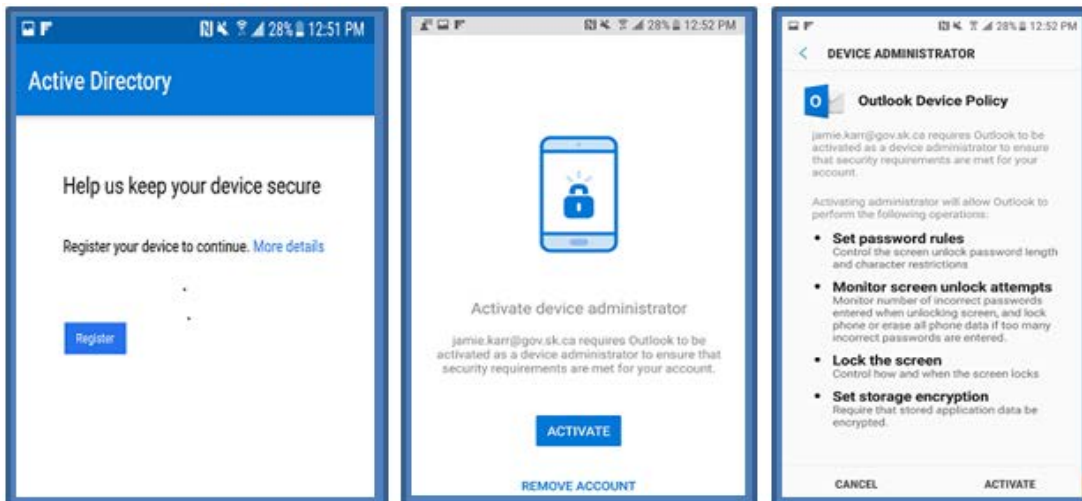 28% 12:51 PM
Active Directory
Help us keep your device secure
Register your device to continue. More details
Register
28% 12:52 PM
Activate device administrator
jamie.karr@gov.sk.ca requires Outlook to be
activated as a device administrator to ensure that
security requirements are met for your account.
ACTIVATE
REMOVE ACCOUNT
28% 12:52 PM
DEVICE ADMINISTRATOR
Outlook Device Policy
jamie.karr@gov.sk.ca requires Outlook to be
activated as a device administrator to ensure
that security requirements are met for your
account.
Activating administrator will allow Outlook to
perform the following operations:
• Set password rules
Control the screen unlock password length
and character restrictions
• Monitor screen unlock attempts
Monitor number of incorrect passwords
entered when unlocking screen, and lock
phone or erase all phone data if too many
incorrect passwords are entered.
• Lock the screen
Control how and when the screen locks
• Set storage encryption
Require that stored application data be
encrypted.
CANCEL ACTIVATE